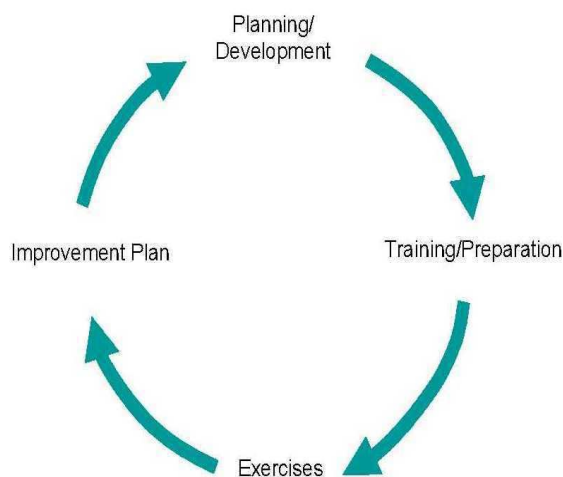 Planning/
Development
Training/Preparation
Exercises
Improvement Plan